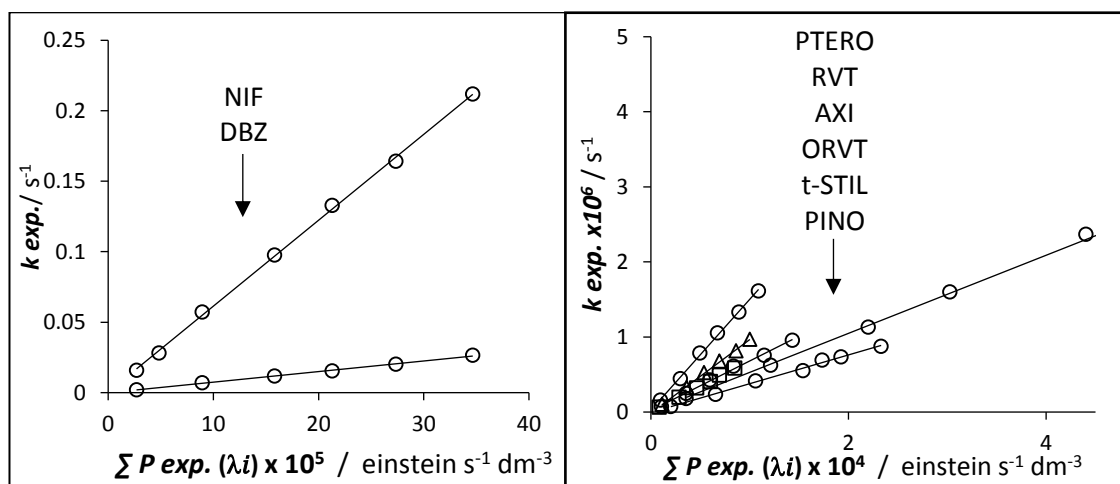 0.25
0.2
0.15
0.1
0.05
0
0 10 20 30 40
k exp./ s⁻¹
∑ P exp. (λi) x 10⁵ / einstein s⁻¹ dm⁻³
NIF
DBZ
5
4
3
2
1
0
0 2 4
k exp. x10⁶ / s⁻¹
∑ P exp. (λi) x 10⁴ / einstein s⁻¹ dm⁻³
PTERO
RVT
AXI
ORVT
t-STIL
PINO